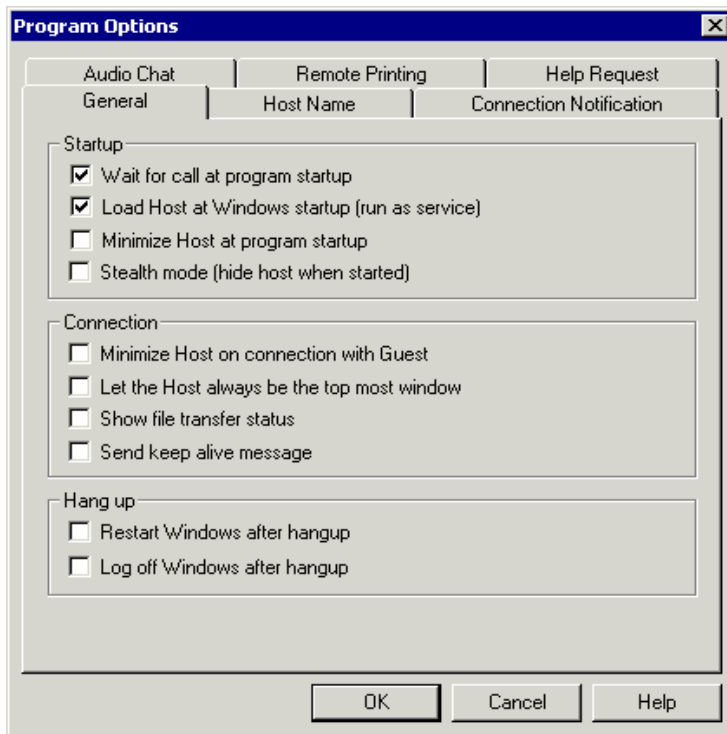 Program Options
Audio Chat
Remote Printing
Help Request
General
Host Name
Connection Notification
Startup
Wait for call at program startup
Load Host at Windows startup (run as service)
Minimize Host at program startup
Stealth mode (hide host when started)
Connection
Minimize Host on connection with Guest
Let the Host always be the top most window
Show file transfer status
Send keep alive message
Hang up
Restart Windows after hangup
Log off Windows after hangup
OK
Cancel
Help